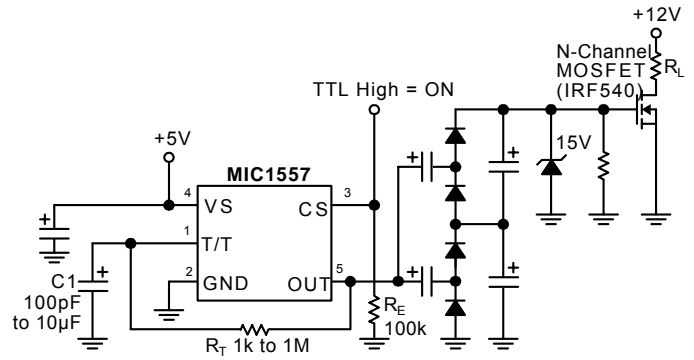 +12V
N-Channel
MOSFET
(IRF540)
RL
TTL High = ON
+5V
15V
MIC1557
4
3
VS
CS
1
T/T
2
5
GND
OUT
C1
100pF
to 10µF
RE
100k
RT 1k to 1M
+
+
+
+
+
+